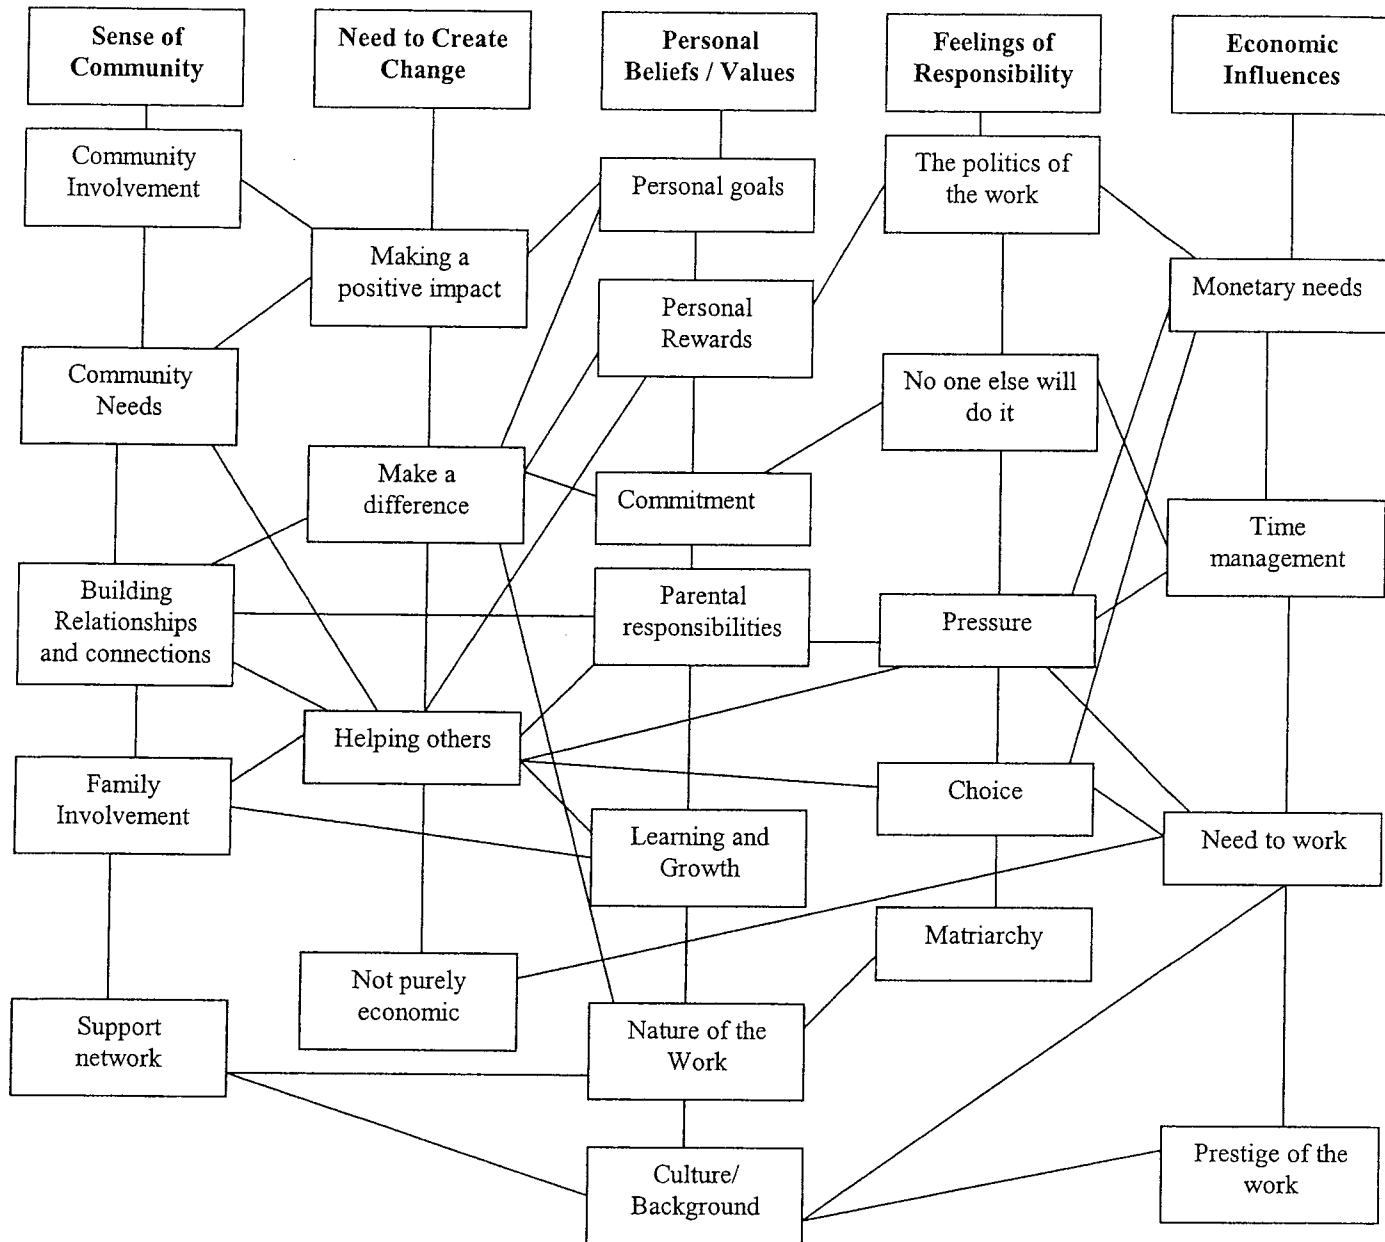 Sense of
Community
Need to Create
Change
Personal
Beliefs / Values
Feelings of
Responsibility
Economic
Influences
Community
Involvement
Community
Needs
Building
Relationships
and connections
Family
Involvement
Support
network
Making a
positive impact
Make a
difference
Helping others
Not purely
economic
Personal goals
Personal
Rewards
Commitment
Parental
responsibilities
Learning and
Growth
Nature of the
Work
Culture/
Background
The politics of
the work
No one else will
do it
Pressure
Choice
Matriarchy
Monetary needs
Time
management
Need to work
Prestige of the
work